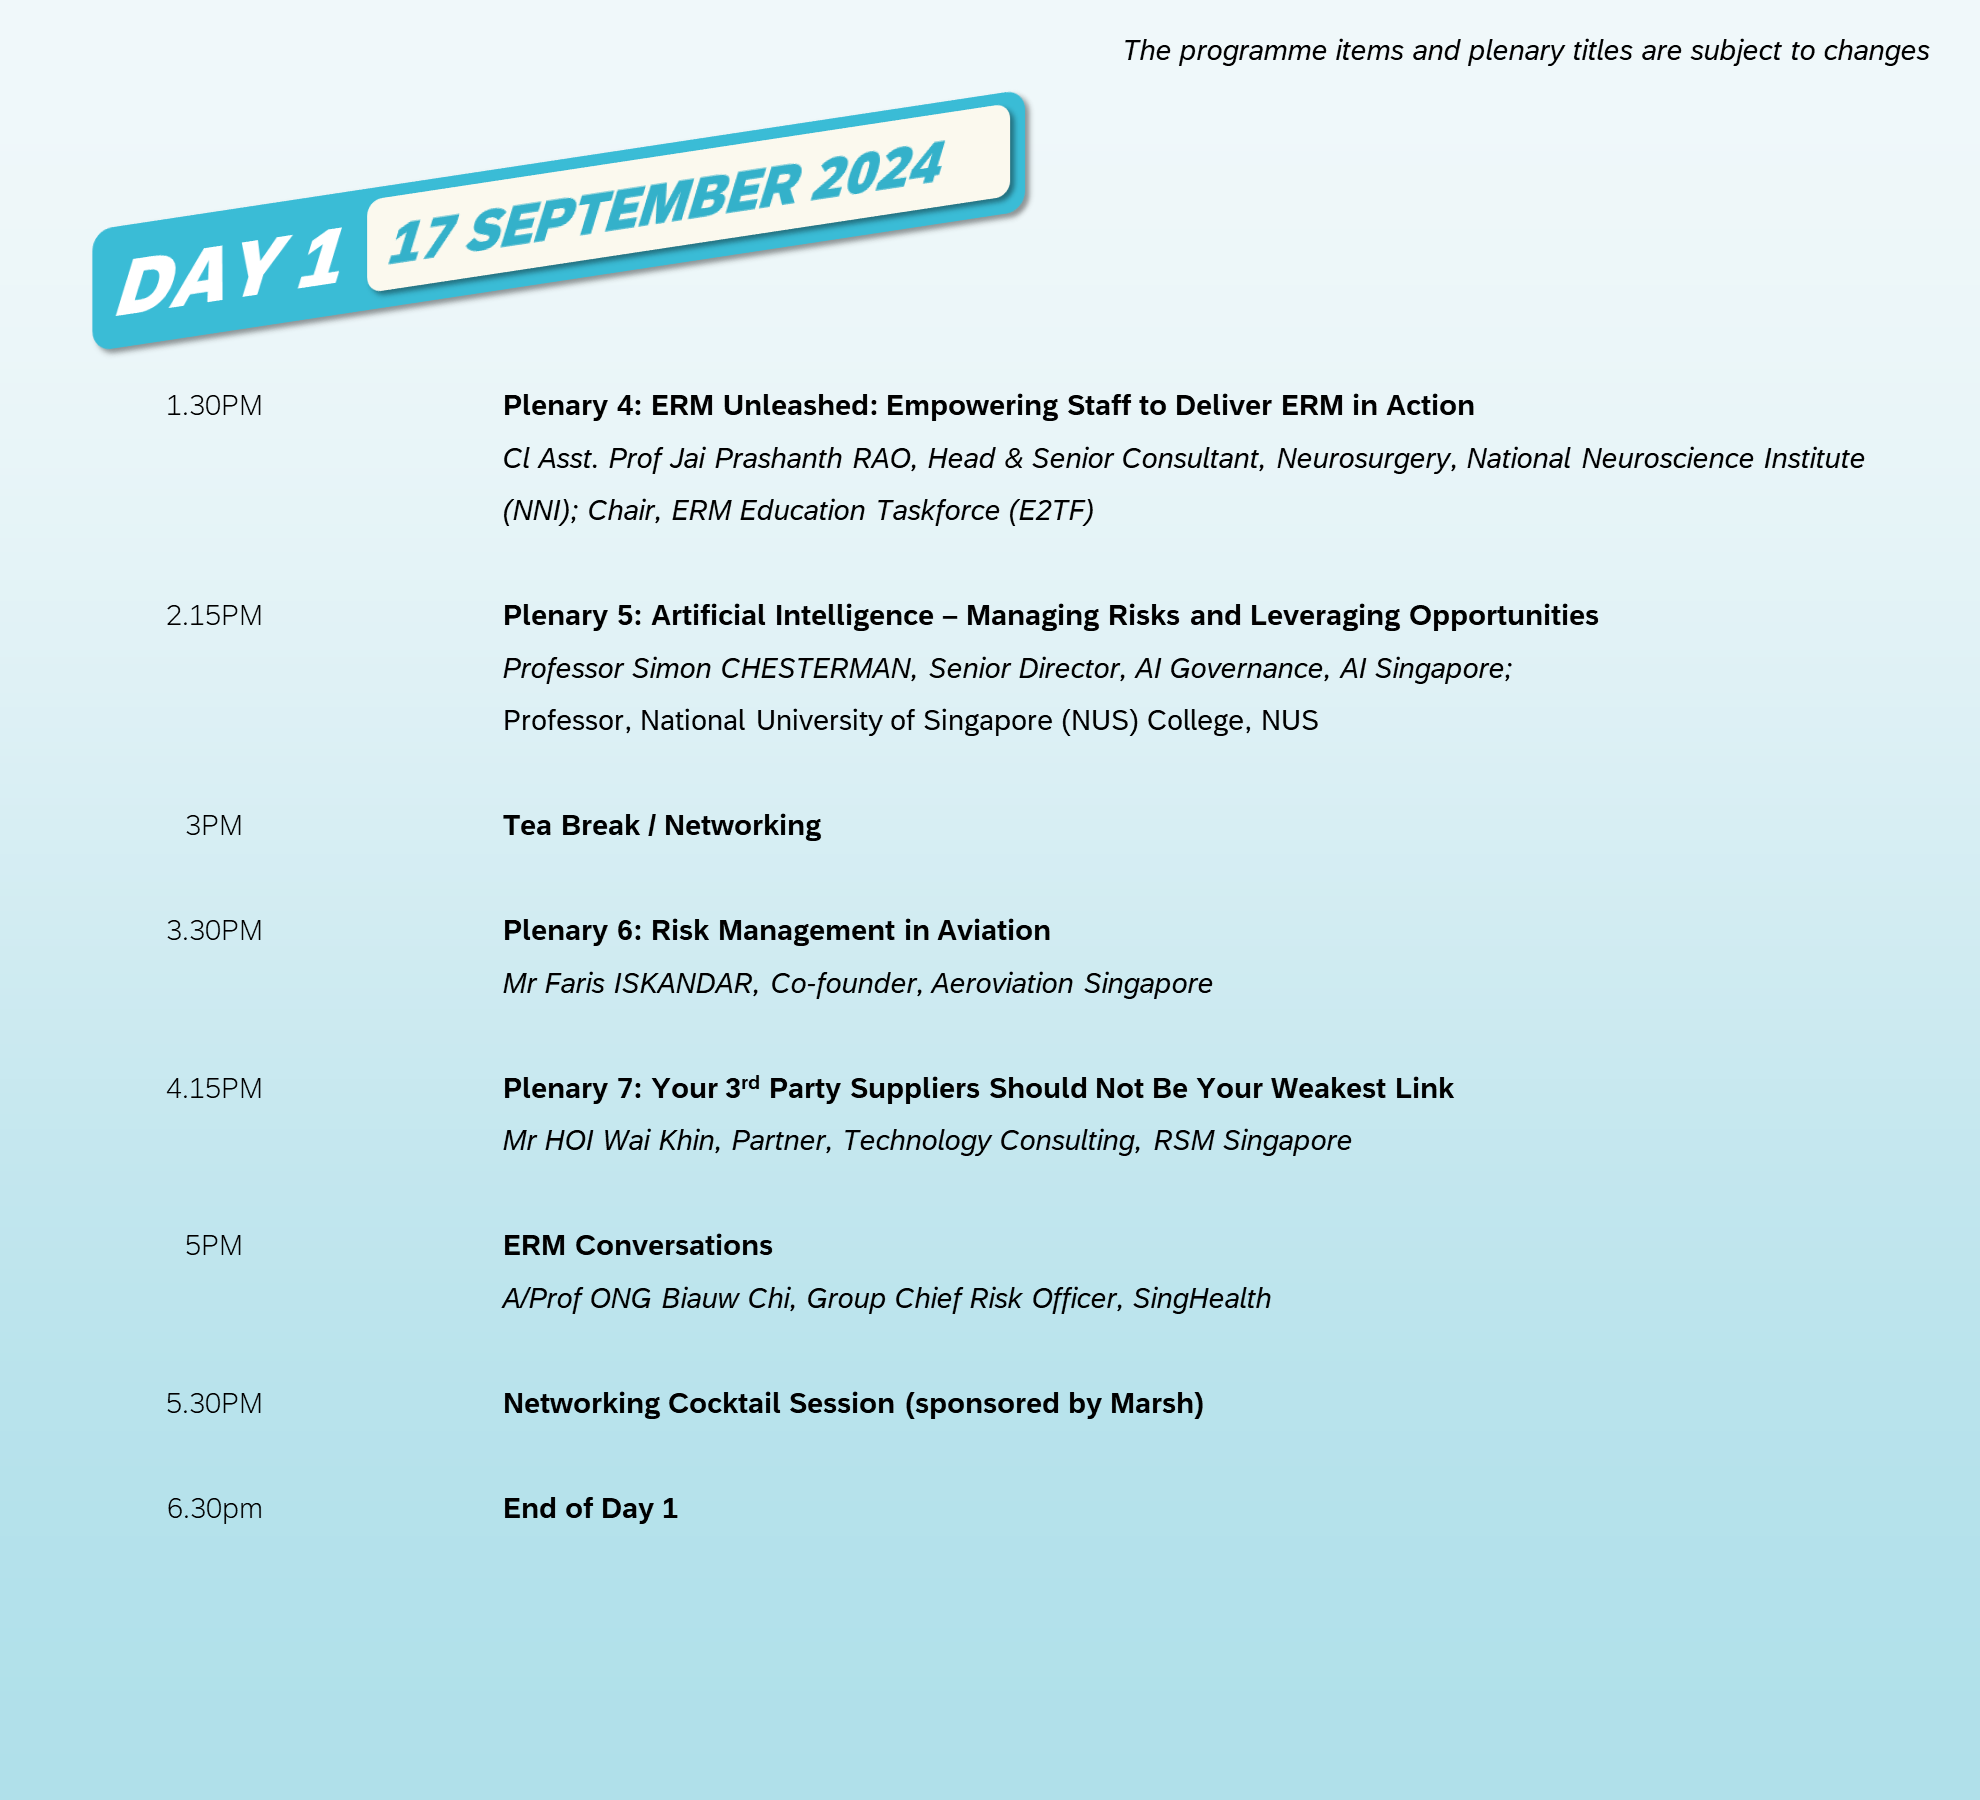 The programme items and plenary titles are subject to changes
DAY 1 17 SEPTEMBER 2024
1.30PM Plenary 4: ERM Unleashed: Empowering Staff to Deliver ERM in Action
Cl Asst. Prof Jai Prashanth RAO, Head & Senior Consultant, Neurosurgery, National Neuroscience Institute
(NNI); Chair, ERM Education Taskforce (E2TF)
2.15PM Plenary 5: Artificial Intelligence – Managing Risks and Leveraging Opportunities
Professor Simon CHESTERMAN, Senior Director, AI Governance, AI Singapore;
Professor, National University of Singapore (NUS) College, NUS
3PM Tea Break / Networking
3.30PM Plenary 6: Risk Management in Aviation
Mr Faris ISKANDAR, Co-founder, Aeroviation Singapore
4.15PM Plenary 7: Your 3rd Party Suppliers Should Not Be Your Weakest Link
Mr HOI Wai Khin, Partner, Technology Consulting, RSM Singapore
5PM ERM Conversations
A/Prof ONG Biauw Chi, Group Chief Risk Officer, SingHealth
5.30PM Networking Cocktail Session (sponsored by Marsh)
6.30pm End of Day 1